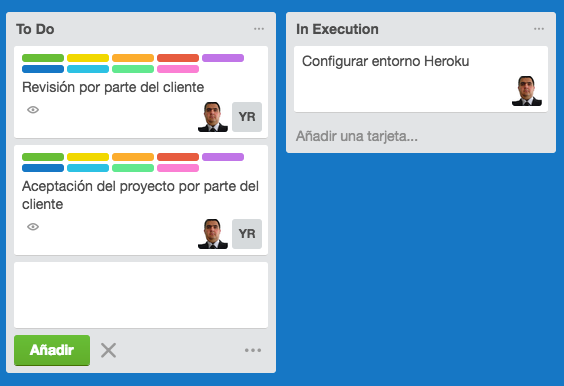 To Do
Revisión por parte del cliente
YR
Aceptación del proyecto por parte del
cliente
YR
Añadir
In Execution
Configurar entorno Heroku
Añadir una tarjeta...